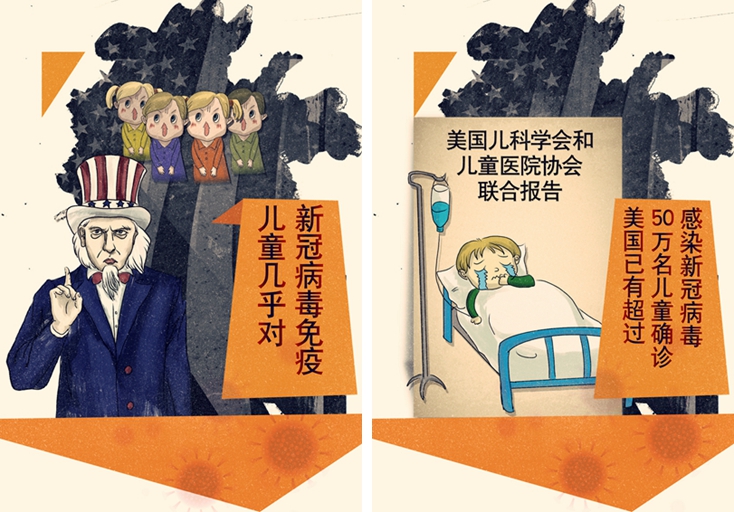 儿童几乎对
新冠病毒免疫
美国儿科学会和
儿童医院协会
联合报告
美国已有超过
50万名儿童确诊
感染新冠病毒